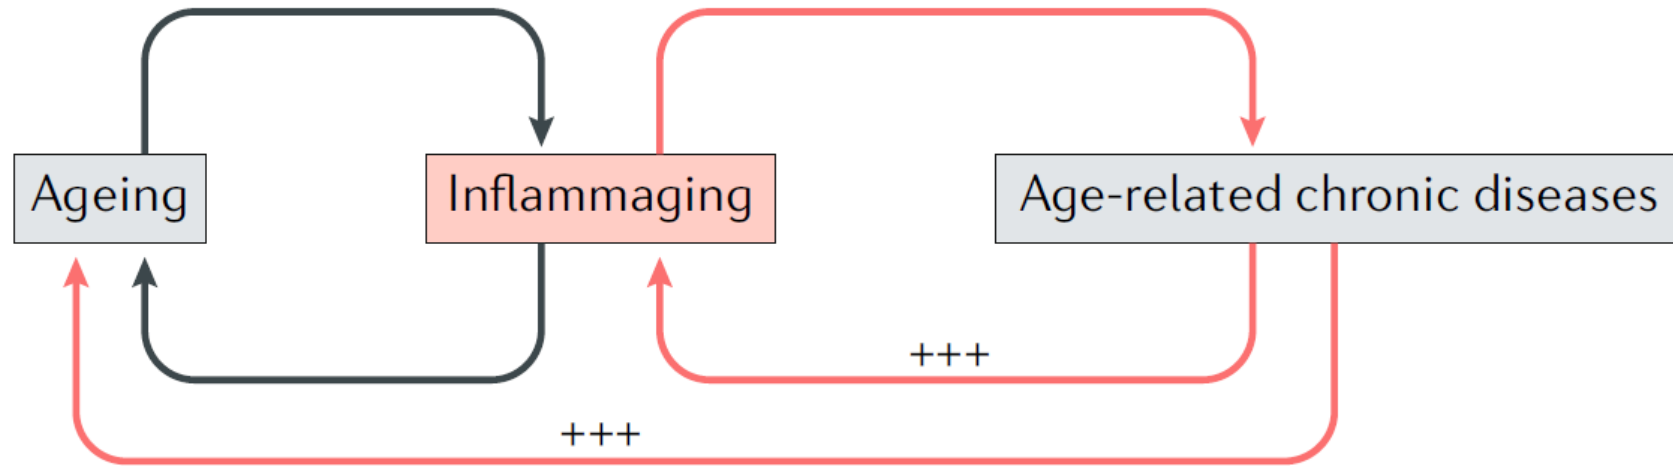 Ageing
Inflammaging
Age-related chronic diseases
+++
+++